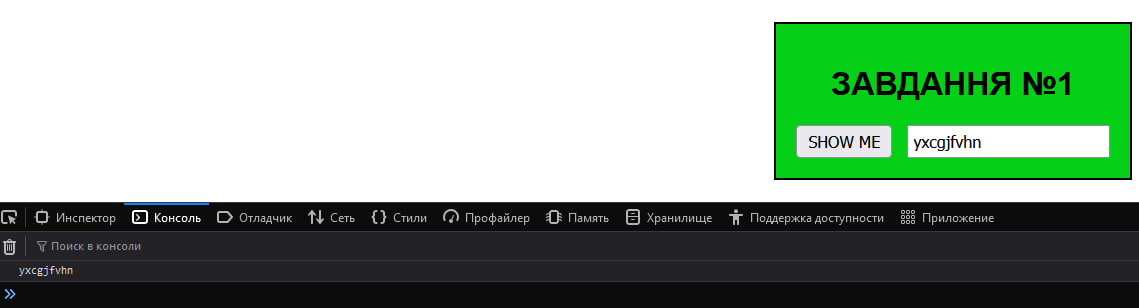 ЗАВДАННЯ №1
SHOW ME yxcgjfvhn
Инспектор Консоль Отладчик Сеть Стили Профайлер Память Хранилище Поддержка доступности Приложение
Поиск в консоли
yxcgjfvhn